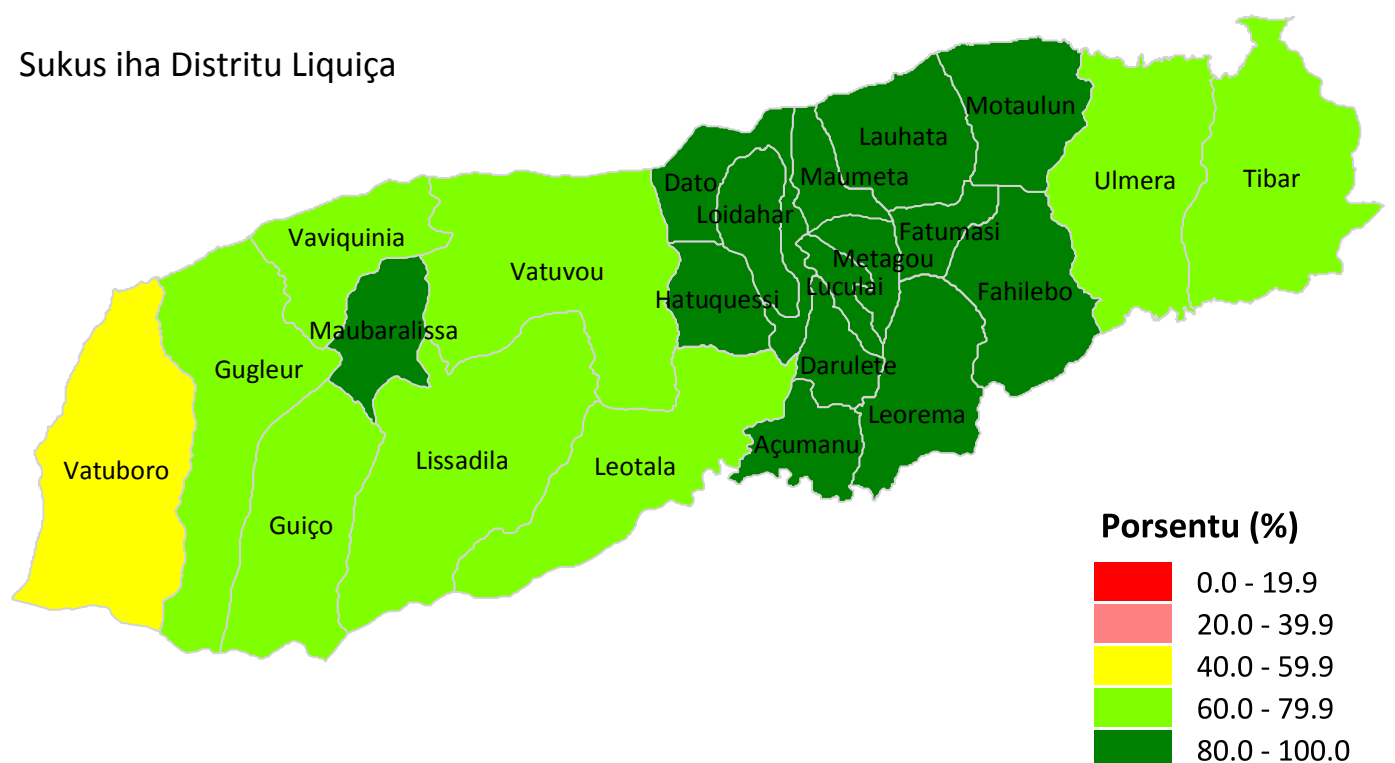 Sukus iha Distritu Liquiça
Motaulun
Lauhata
Maumeta
Dato
Ulmera
Tibar
Loidahar
Fatumasi
Vaviquinia
Metagou
Vatuvou
Luculai
Fahilebo
Hatuquessi
Maubaralissa
Gugleur
Darulete
Leorema
Açumanu
Lissadila
Leotala
Vatuboro
Guiço
Porsentu (%)
0.0 - 19.9
20.0 - 39.9
40.0 - 59.9
60.0 - 79.9
80.0 - 100.0